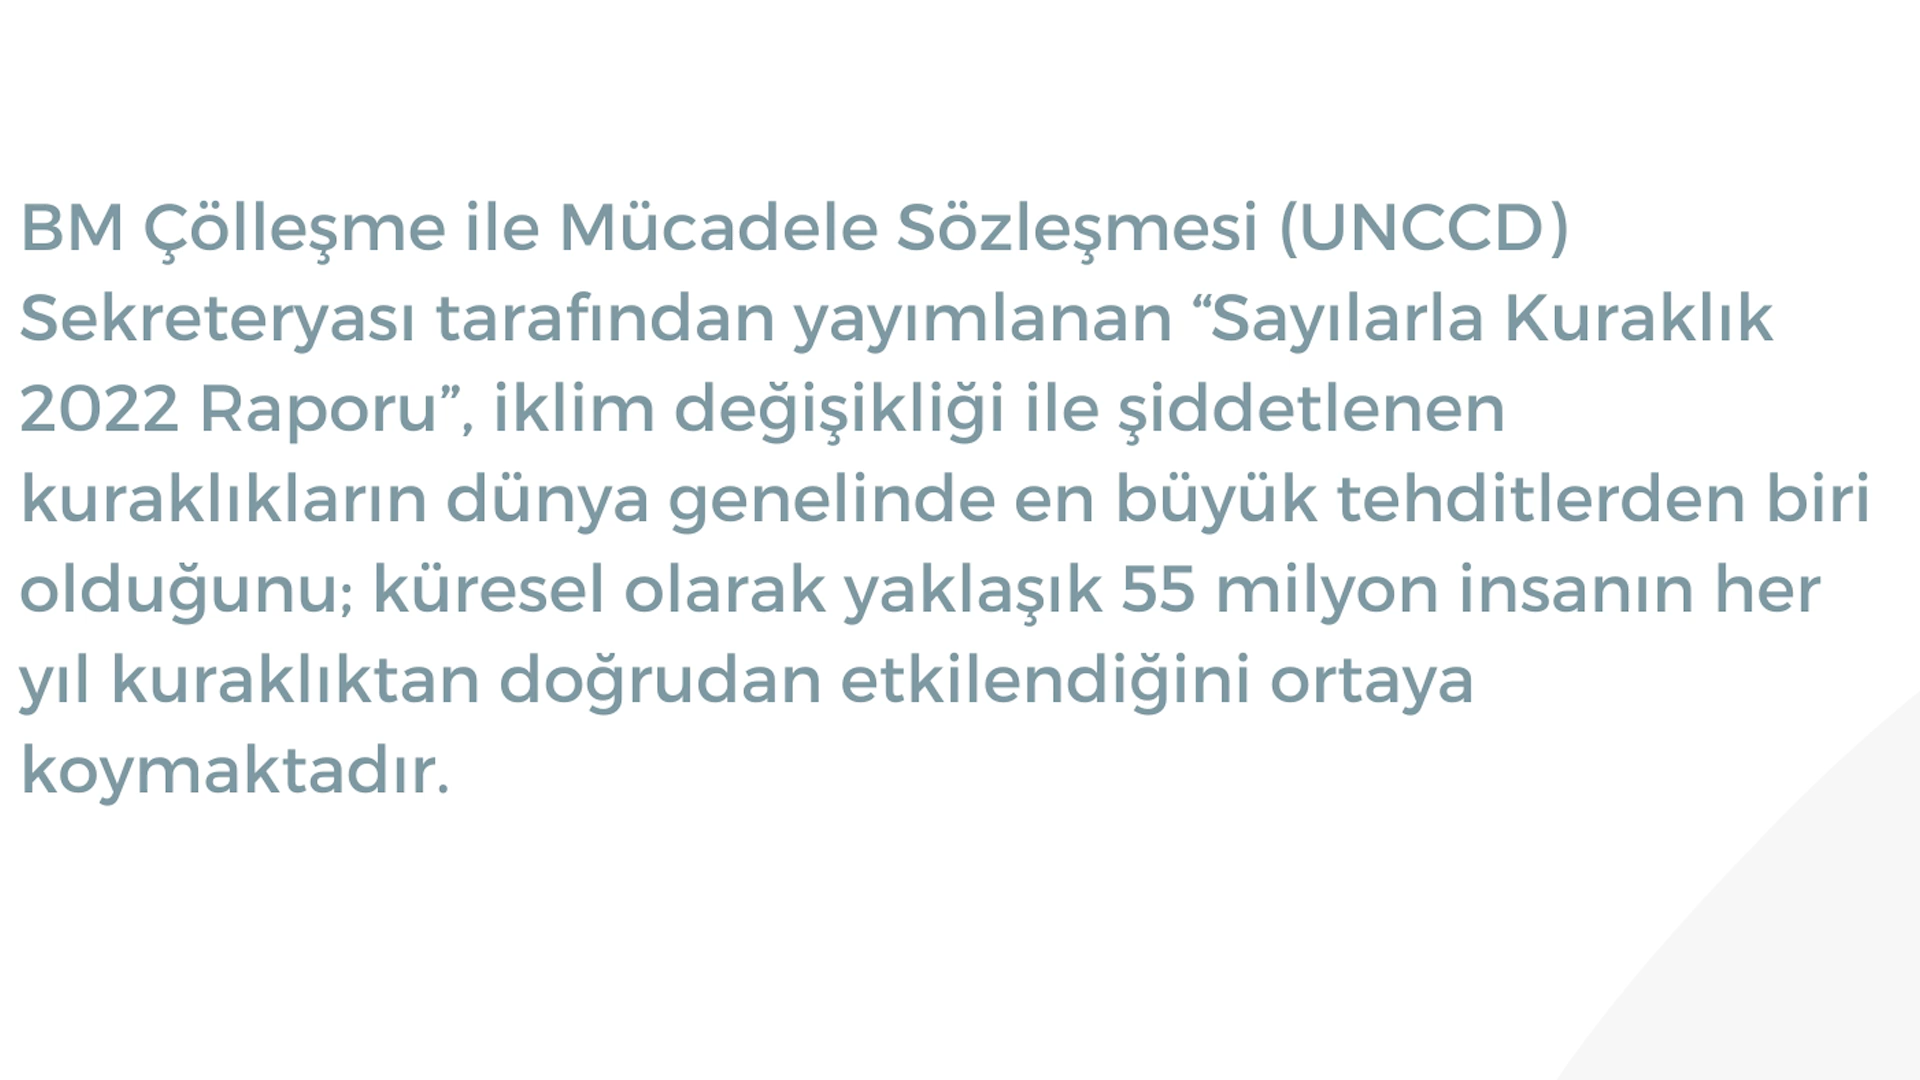 BM Çölleşme ile Mücadele Sözleşmesi (UNCCD)
Sekreteryası tarafından yayımlanan “Sayılarla Kuraklık
2022 Raporu”, iklim değişikliği ile şiddetlenen
kuraklıkların dünya genelinde en büyük tehditlerden biri
olduğunu; küresel olarak yaklaşık 55 milyon insanın her
yıl kuraklıktan doğrudan etkilendiğini ortaya
koymaktadır.